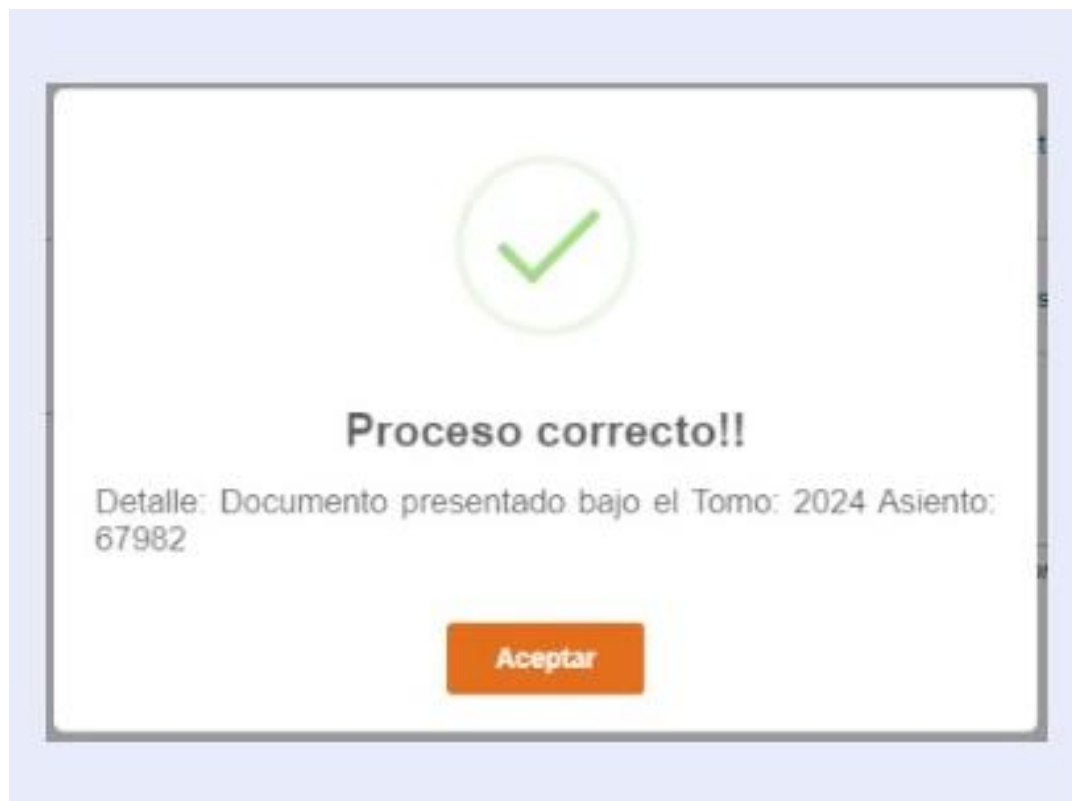 Proceso correcto!!
Detalle: Documento presentado bajo el Tomo: 2024 Asiento:
67982
Aceptar